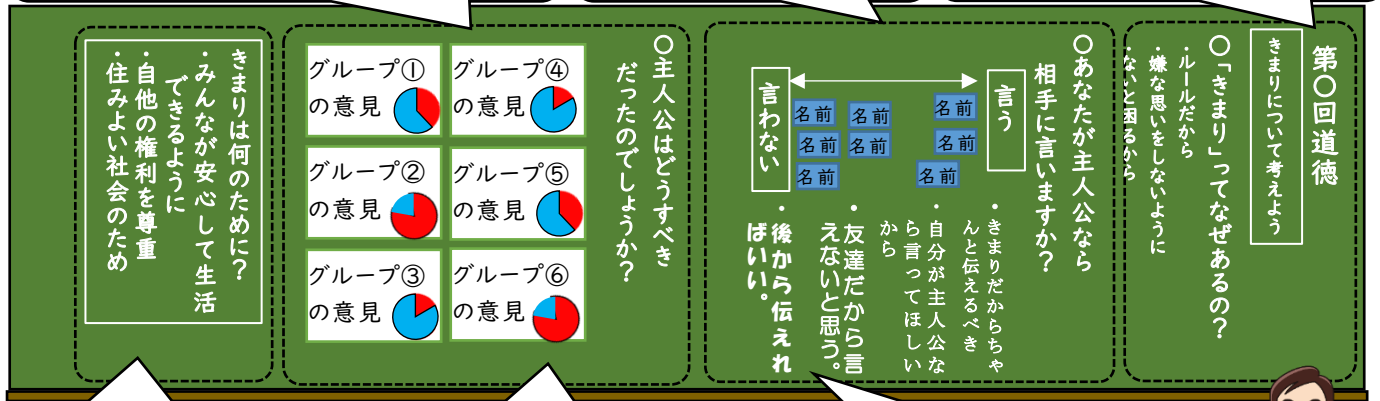 第〇回道徳
きまりについて考えよう
〇「きまり」ってなぜあるの?
・ルールだから
・嫌な思いをしないように
・ないと困るから
〇あなたが主人公なら
相手に言いますか?
言う
言わない
名前
名前
名前
名前
名前
名前
名前
名前
・きまりだからちゃ
んと伝えるべき
・自分が主人公な
ら言ってほしい
から
・友達だから言
えないと思う。
・後から伝えれ
ばいい。
〇主人公はどうすべき
だったのでしょうか?
グループ①
の意見
グループ②
の意見
グループ③
の意見
グループ④
の意見
グループ⑤
の意見
グループ⑥
の意見
きまりは何のために?
・みんなが安心して生活
できるように
・自他の権利を尊重
・住みよい社会のため